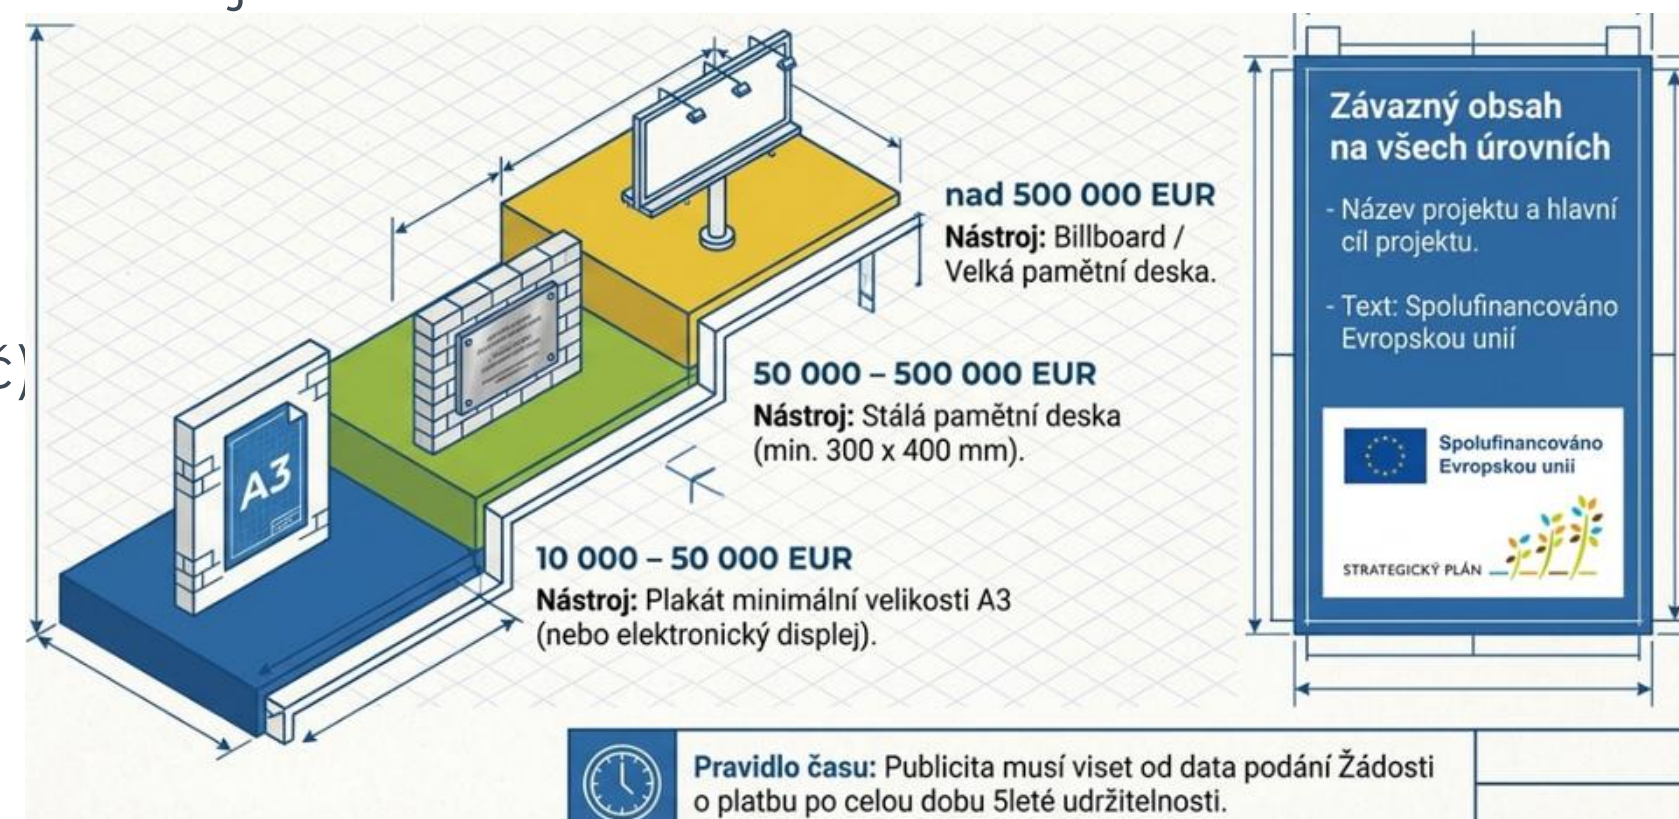 nad 500 000 EUR
Nástroj: Billboard /
Velká pamětní deska.
50 000 – 500 000 EUR
Nástroj: Stálá pamětní deska
(min. 300 x 400 mm).
A3
10 000 – 50 000 EUR
Nástroj: Plakát minimální velikosti A3
(nebo elektronický displej).
Závazný obsah
na všech úrovních
- Název projektu a hlavní
cíl projektu.
- Text: Spolufinancováno
Evropskou unií
Spolufinancováno
Evropskou unií
STRATEGICKÝ PLÁN
Pravidlo času: Publicita musí viset od data podání Žádosti
o platbu po celou dobu 5leté udržitelnosti.